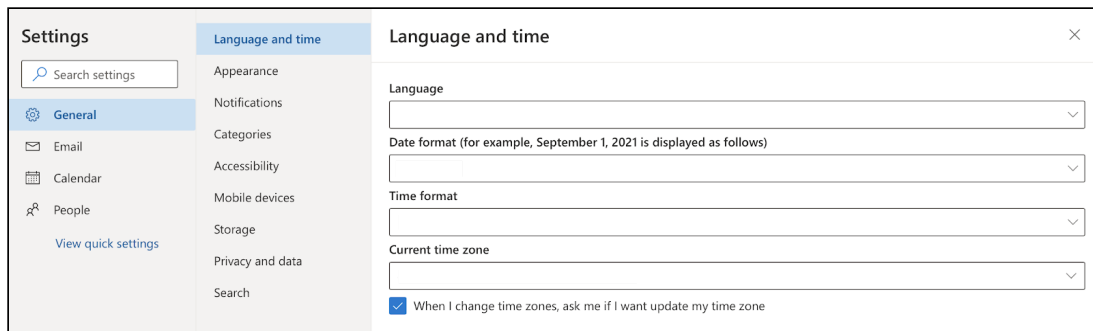 Settings
Search settings
General
Email
Calendar
People
View quick settings
Language and time
Appearance
Notifications
Categories
Accessibility
Mobile devices
Storage
Privacy and data
Search
Language and time
Language
Date format (for example, September 1, 2021 is displayed as follows)
Time format
Current time zone
When I change time zones, ask me if I want update my time zone